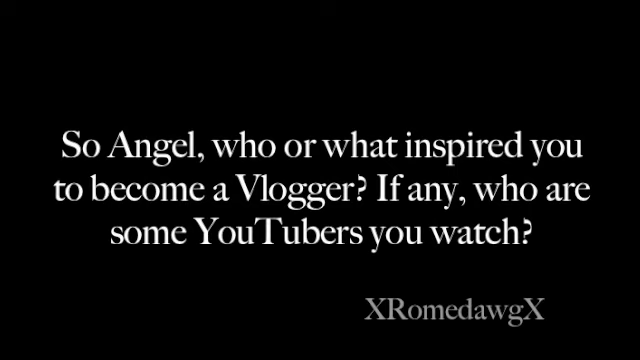 So Angel, who or what inspired you
to become a Vlogger? If any, who are
some YouTubers you watch?
XRomedawgX